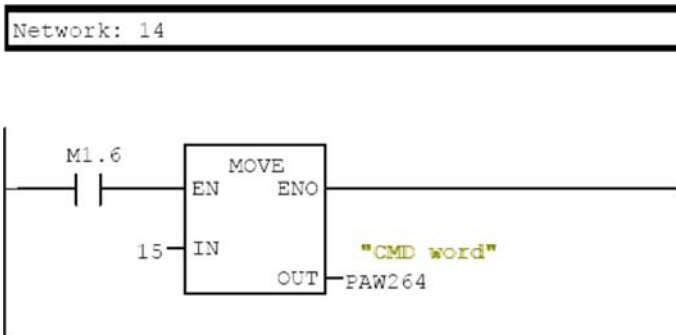 Network: 14
M1.6
MOVE
EN ENO
15 IN
"CMD word"
OUT PAW264